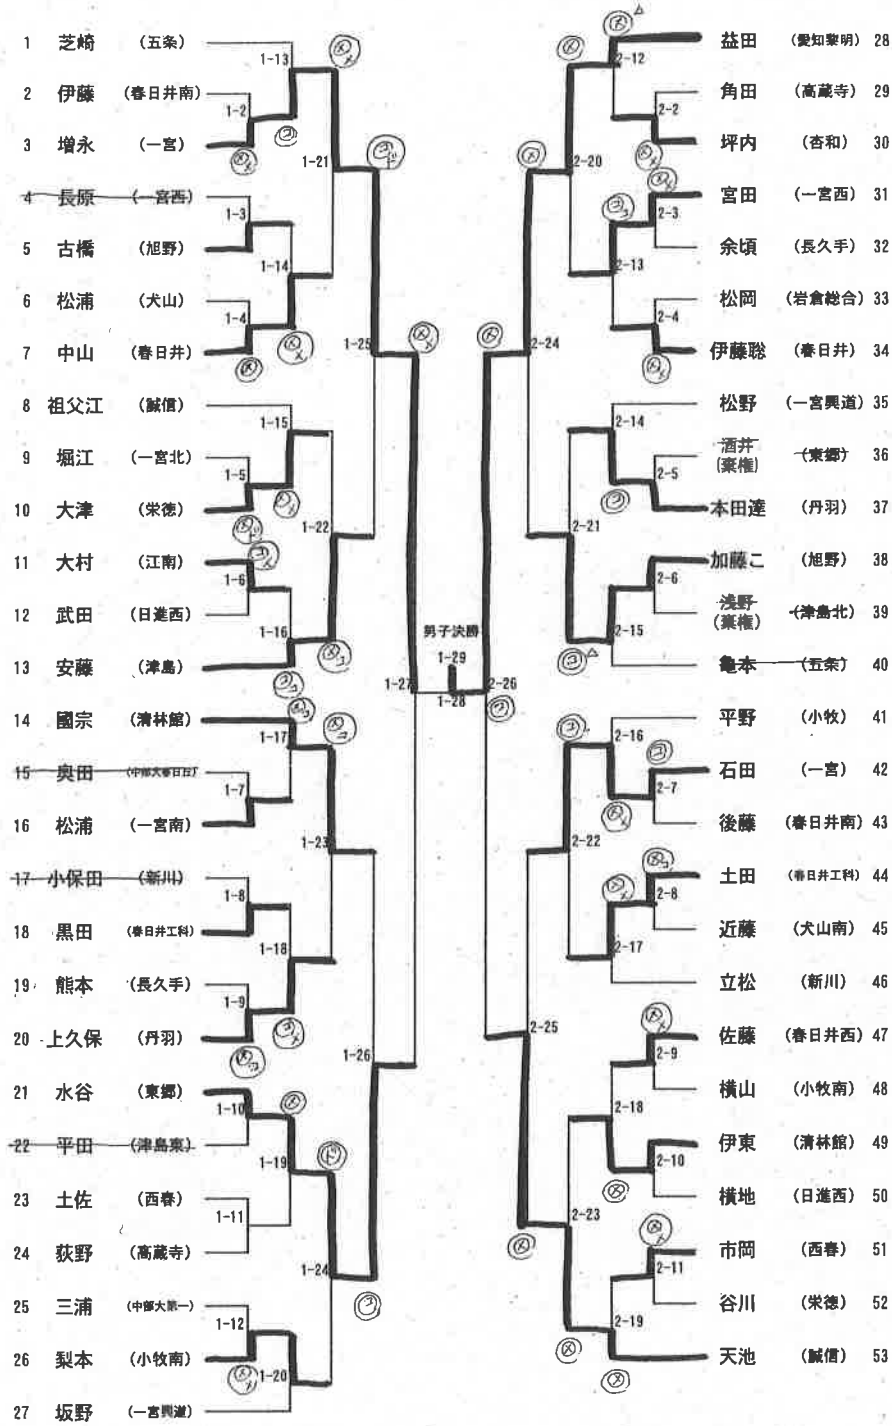 1 芝崎 (五条)
2 伊藤 (春日井南)
3 増永 (一宮)
4 長原 (一宮西)
5 古橋 (旭野)
6 松浦 (犬山)
7 中山 (春日井)
8 祖父江 (誠信)
9 堀江 (一宮北)
10 大津 (栄徳)
11 大村 (江南)
12 武田 (日進西)
13 安藤 (津島)
14 國宗 (清林館)
15 奥田 (中部大春日丘)
16 松浦 (一宮南)
17 小保田 (新川)
18 黒田 (春日井工科)
19 熊本 (長久手)
20 上久保 (丹羽)
21 水谷 (東郷)
22 平田 (津島東)
23 土佐 (西春)
24 荻野 (高蔵寺)
25 三浦 (中部大第一)
26 梨本 (小牧南)
27 坂野 (一宮興道)
1-13
1-2
1-21
1-3
1-14
1-4
1-25
1-15
1-5
1-22
1-6
1-16
1-27
1-17
1-7
1-23
1-8
1-18
1-9
1-26
1-10
1-19
1-11
1-24
1-12
1-20
男子決勝
1-29
1-28
2-26
2-12
2-2
2-20
2-3
2-13
2-4
2-24
2-14
2-5
2-21
2-6
2-15
2-16
2-7
2-22
2-8
2-17
2-25
2-9
2-18
2-10
2-23
2-11
2-19
益田 (愛知黎明) 28
角田 (高蔵寺) 29
坪内 (杏和) 30
宮田 (一宮西) 31
余頃 (長久手) 32
松岡 (岩倉総合) 33
伊藤聡 (春日井) 34
松野 (一宮興道) 35
酒井 (東郷) 36
(棄権)
本田達 (丹羽) 37
加藤こ (旭野) 38
浅野 (津島北) 39
(棄権)
亀本 (五条) 40
平野 (小牧) 41
石田 (一宮) 42
後藤 (春日井南) 43
土田 (春日井工科) 44
近藤 (犬山南) 45
立松 (新川) 46
佐藤 (春日井西) 47
横山 (小牧南) 48
伊東 (清林館) 49
横地 (日進西) 50
市岡 (西春) 51
谷川 (栄徳) 52
天池 (誠信) 53